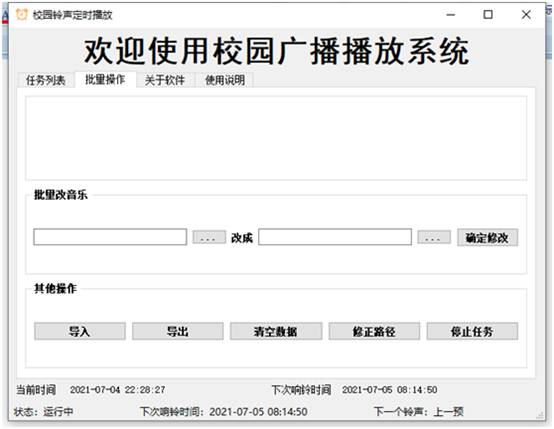 校园铃声定时播放
欢迎使用校园广播播放系统
任务列表 批量操作 关于软件 使用说明
批量改音乐
... 改成 ... 确定修改
其他操作
导入 导出 清空数据 修正路径 停止任务
当前时间 2021-07-04 22:28:27 下次响铃时间 2021-07-05 08:14:50
状态：运行中 下次响铃时间：2021-07-05 08:14:50 下一个铃声：上一预